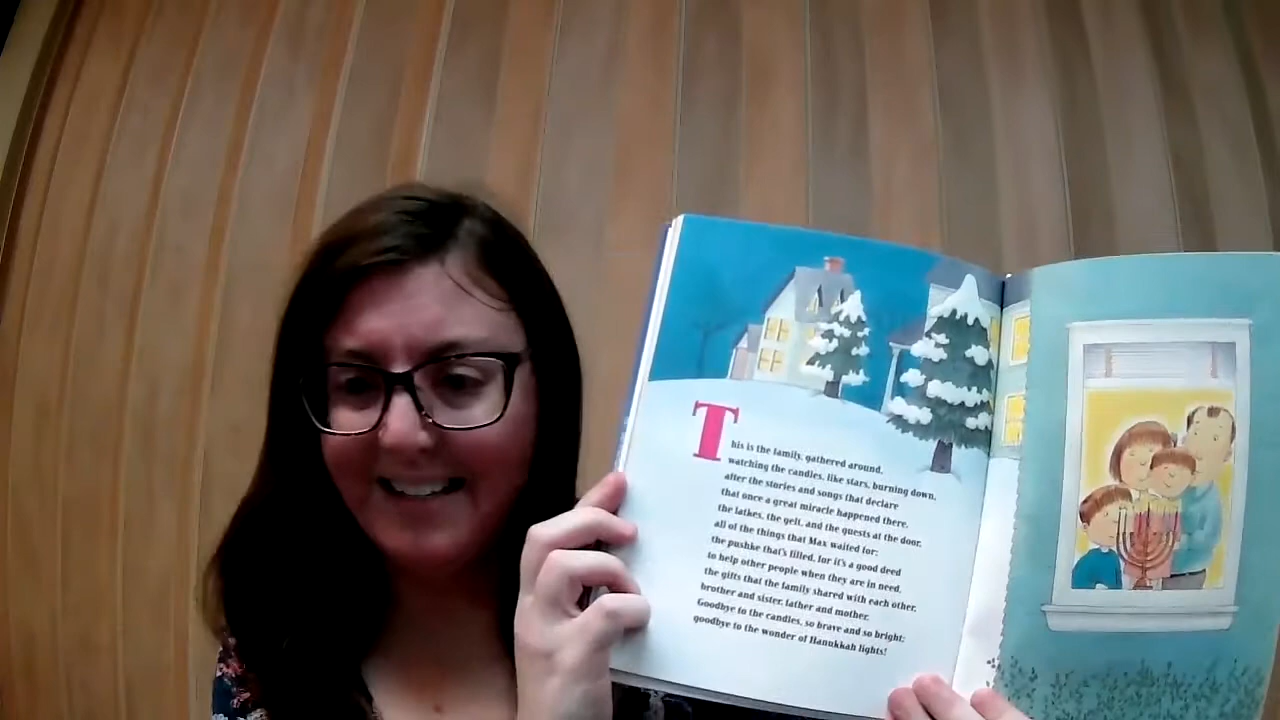 This is the family, gathered around,
watching the candles, like stars, burning down,
after the stories and songs that declare
that once a great miracle happened there,
the latkes, the gelt, and the guests at the door,
all of the things that Max waited for:
the pushke that's filled, for it's a good deed
to help other people when they are in need,
the gifts that the family shared with each other,
brother and sister, father and mother.
Goodbye to the candles, so brave and so bright;
goodbye to the wonder of Hanukkah lights!